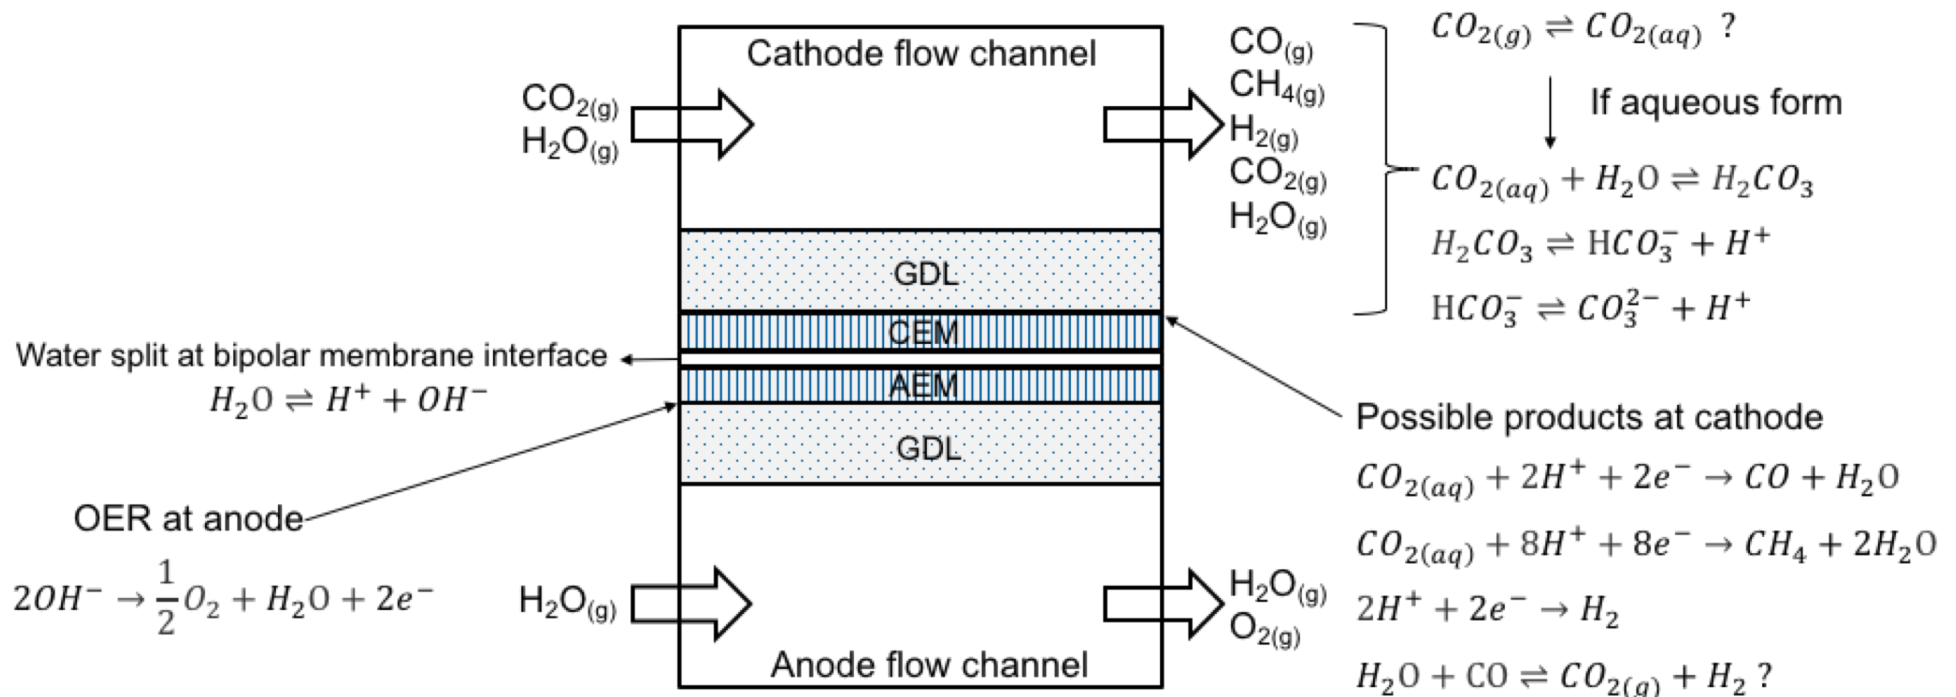 Cathode flow channel
CO₂(g)
H₂O(g)
CO(g)
CH₄(g)
H₂(g)
CO₂(g)
H₂O(g)
CO₂(g) ⇌ CO₂(aq) ?
If aqueous form
CO₂(aq) + H₂O ⇌ H₂CO₃
H₂CO₃ ⇌ HCO₃⁻ + H⁺
HCO₃⁻ ⇌ CO₃²⁻ + H⁺
GDL
CEM
AEM
GDL
Water split at bipolar membrane interface
H₂O ⇌ H⁺ + OH⁻
OER at anode
2OH⁻ → 1/2 O₂ + H₂O + 2e⁻
H₂O(g)
H₂O(g)
O₂(g)
Anode flow channel
Possible products at cathode
CO₂(aq) + 2H⁺ + 2e⁻ → CO + H₂O
CO₂(aq) + 8H⁺ + 8e⁻ → CH₄ + 2H₂O
2H⁺ + 2e⁻ → H₂
H₂O + CO ⇌ CO₂(g) + H₂ ?